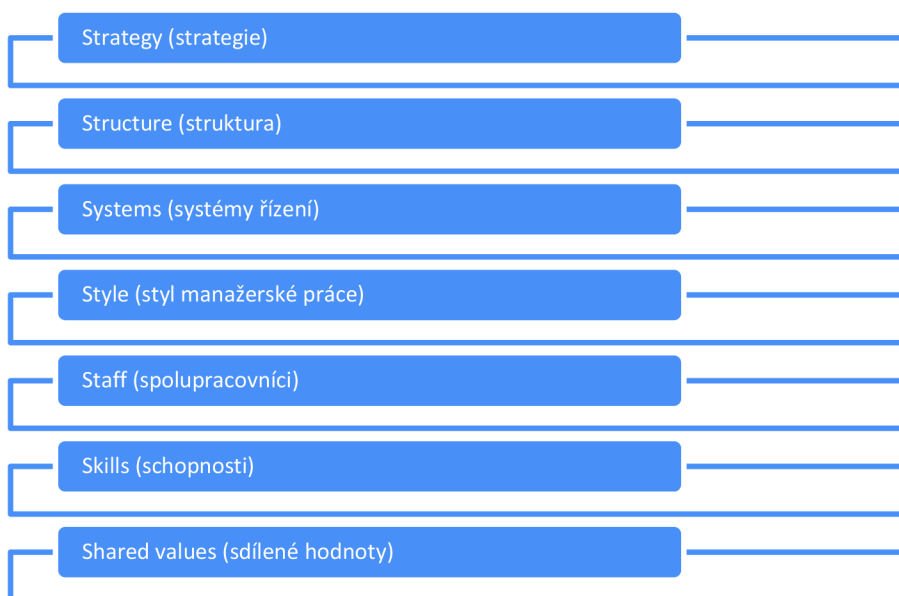 Strategy (strategie)
Structure (struktura)
Systems (systémy řízení)
Style (styl manažerské práce)
Staff (spolupracovníci)
Skills (schopnosti)
Shared values (sdílené hodnoty)